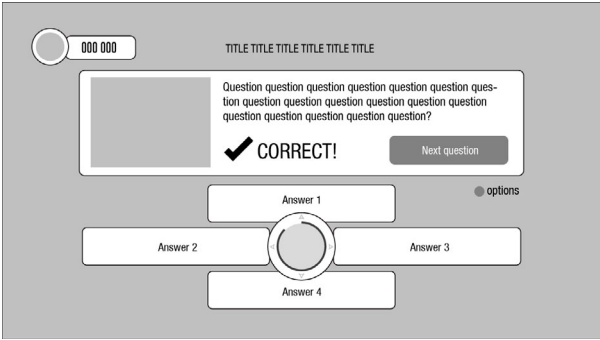 000 000
TITLE TITLE TITLE TITLE TITLE TITLE
Question question question question question question ques-
tion question question question question question question
question question question question question?
CORRECT!
Next question
options
Answer 1
Answer 2
Answer 3
Answer 4